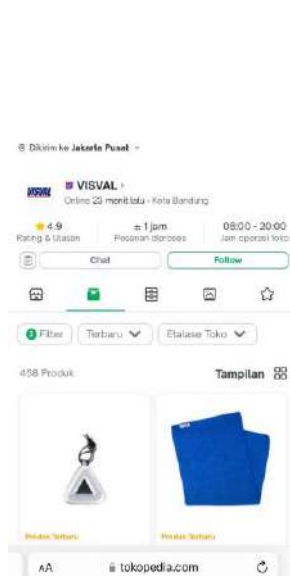 Dikirim ke Jakarta Pusat
VISVAL
VISVAL
Online 23 menit lalu • Kota Bandung
4.9
± 1 jam
08:00 - 20:00
Rating & Ulasan
Pesanan diproses
Jam operasi toko
Chat
Follow
2 Filter
Terbaru
Etalase Toko
458 Produk
Tampilan
Produk Terbaru
Produk Terbaru
AA
tokopedia.com